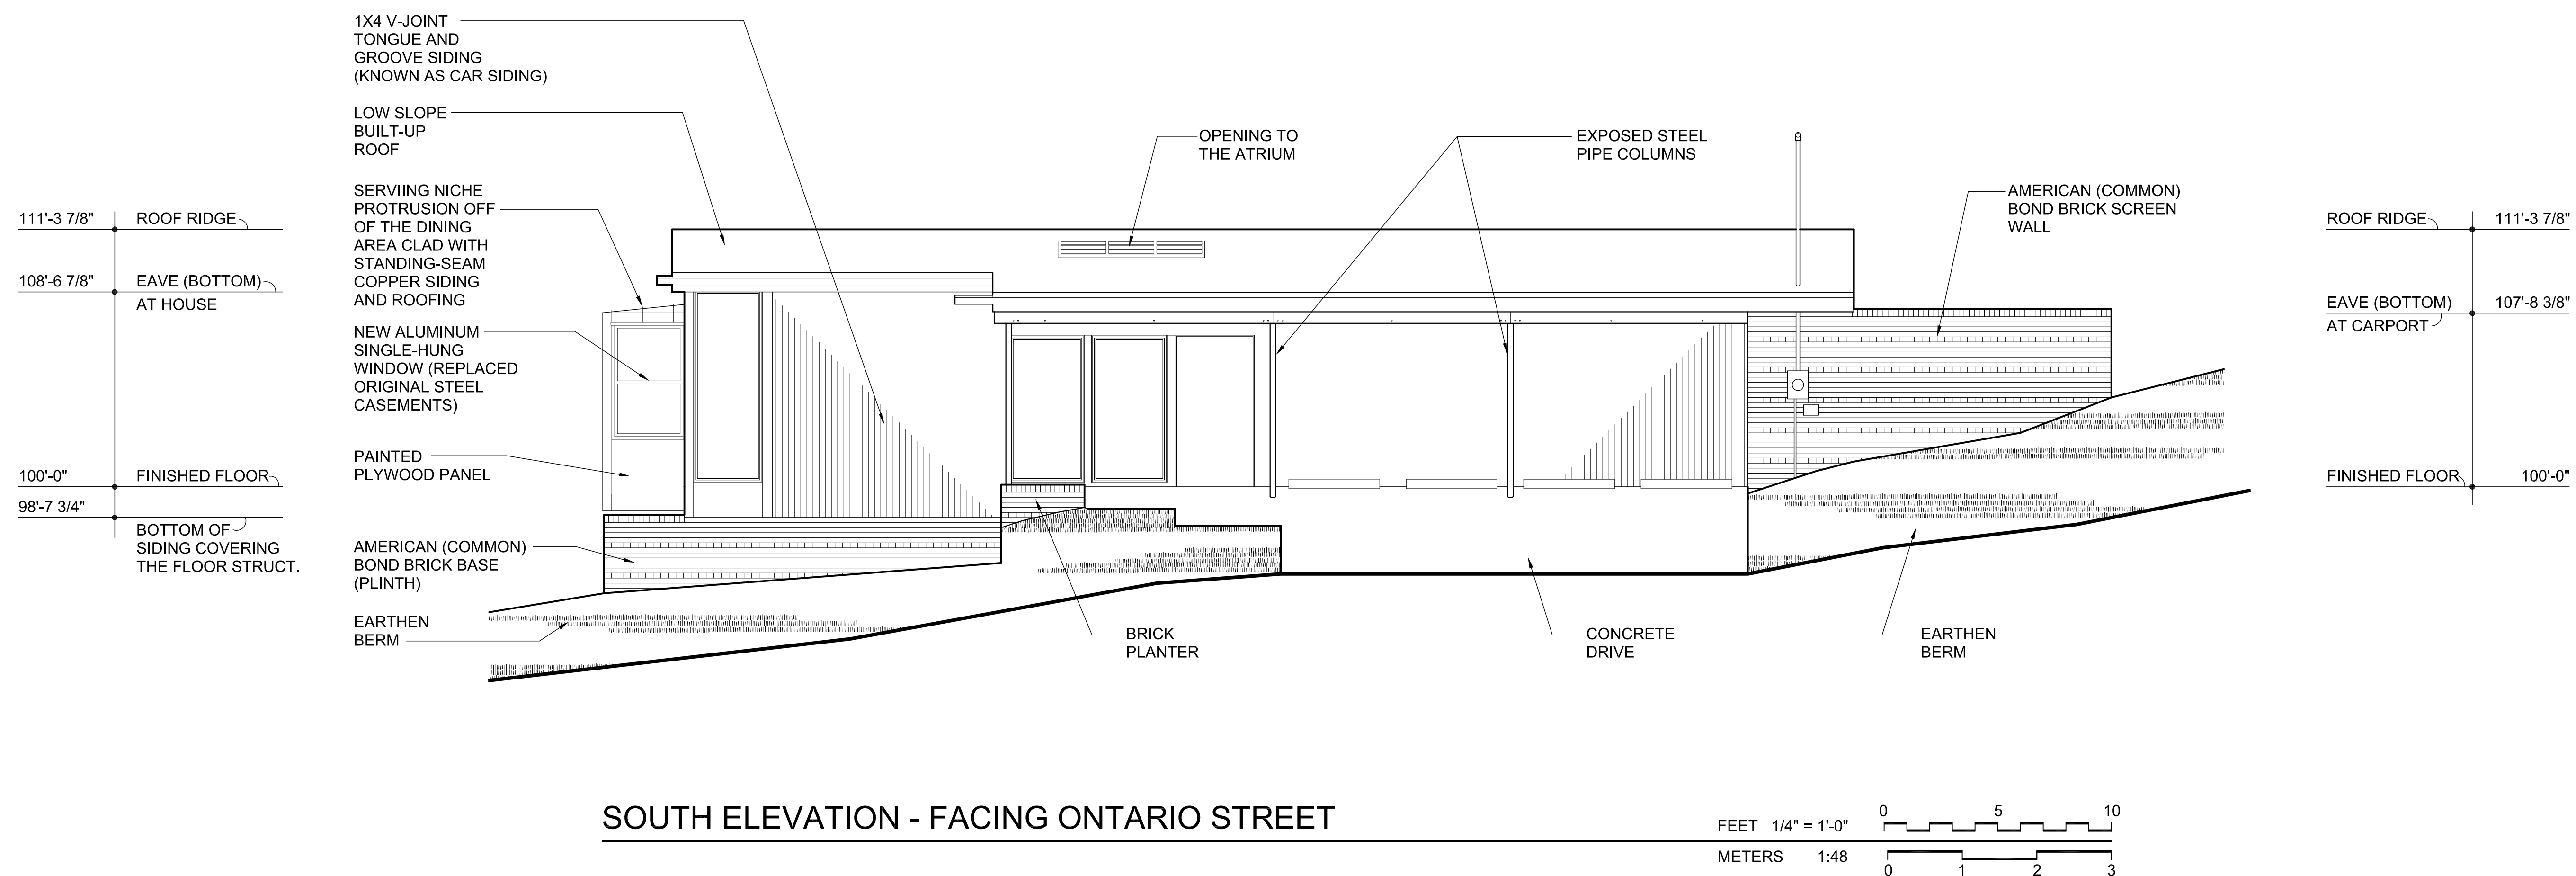 1X4 V-JOINT
TONGUE AND
GROOVE SIDING
(KNOWN AS CAR SIDING)
LOW SLOPE
BUILT-UP
ROOF
SERVIING NICHE
PROTRUSION OFF
OF THE DINING
AREA CLAD WITH
STANDING-SEAM
COPPER SIDING
AND ROOFING
NEW ALUMINUM
SINGLE-HUNG
WINDOW (REPLACED
ORIGINAL STEEL
CASEMENTS)
PAINTED
PLYWOOD PANEL
AMERICAN (COMMON)
BOND BRICK BASE
(PLINTH)
EARTHEN
BERM
111'-3 7/8" ROOF RIDGE
108'-6 7/8" EAVE (BOTTOM)
AT HOUSE
100'-0" FINISHED FLOOR
98'-7 3/4"
BOTTOM OF
SIDING COVERING
THE FLOOR STRUCT.
OPENING TO
THE ATRIUM
EXPOSED STEEL
PIPE COLUMNS
AMERICAN (COMMON)
BOND BRICK SCREEN
WALL
ROOF RIDGE 111'-3 7/8"
EAVE (BOTTOM) 107'-8 3/8"
AT CARPORT
FINISHED FLOOR 100'-0"
BRICK
PLANTER
CONCRETE
DRIVE
EARTHEN
BERM
SOUTH ELEVATION - FACING ONTARIO STREET
0 5 10
FEET 1/4" = 1'-0"
METERS 1:48
0 1 2 3